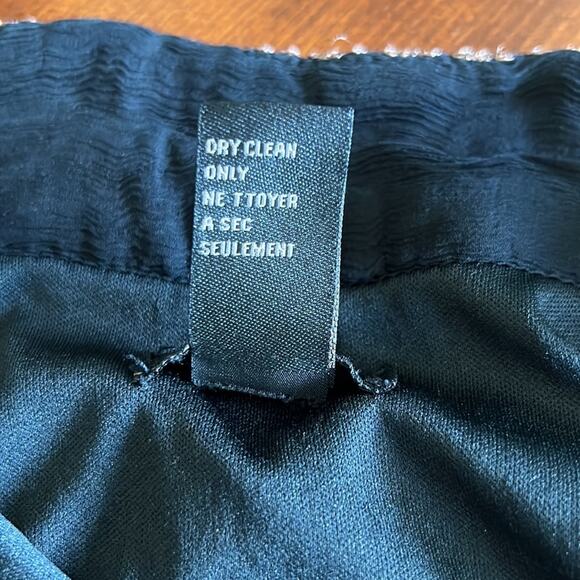 DRY CLEAN
ONLY
NE TTOYER
A SEC
SEULEMENT